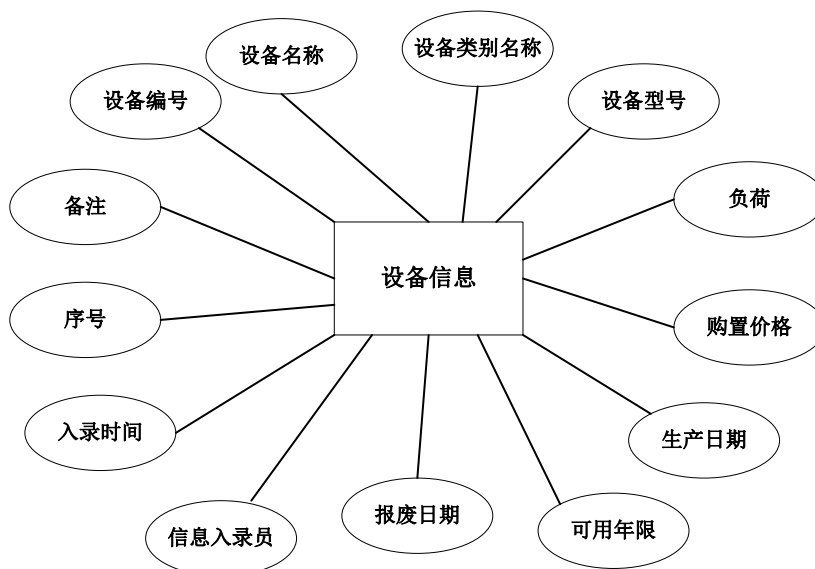 设备名称
设备类别名称
设备编号
设备型号
备注
负荷
设备信息
序号
购置价格
入录时间
生产日期
信息入录员
报废日期
可用年限